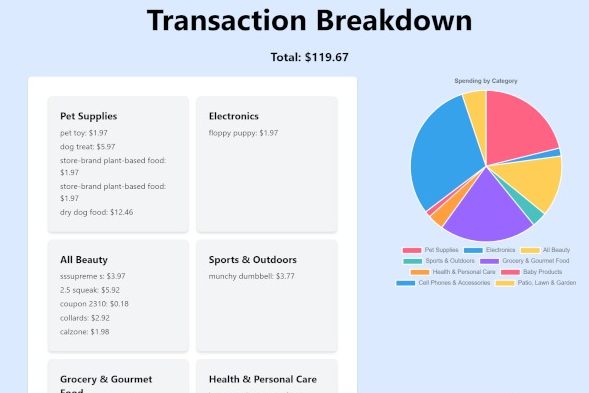 Transaction Breakdown
Total: $119.67
Pet Supplies
pet toy: $1.97
dog treat: $5.97
store-brand plant-based food:
$1.97
store-brand plant-based food:
$1.97
dry dog food: $12.46
Electronics
floppy puppy: $1.97
All Beauty
sssupreme s: $3.97
2.5 squeak: $5.92
coupon 2310: $0.18
collards: $2.92
calzone: $1.98
Sports & Outdoors
munchy dumbbell: $3.77
Grocery & Gourmet
Food
Health & Personal Care
Spending by Category
Pet Supplies
Electronics
All Beauty
Sports & Outdoors
Grocery & Gourmet Food
Health & Personal Care
Baby Products
Cell Phones & Accessories
Patio, Lawn & Garden